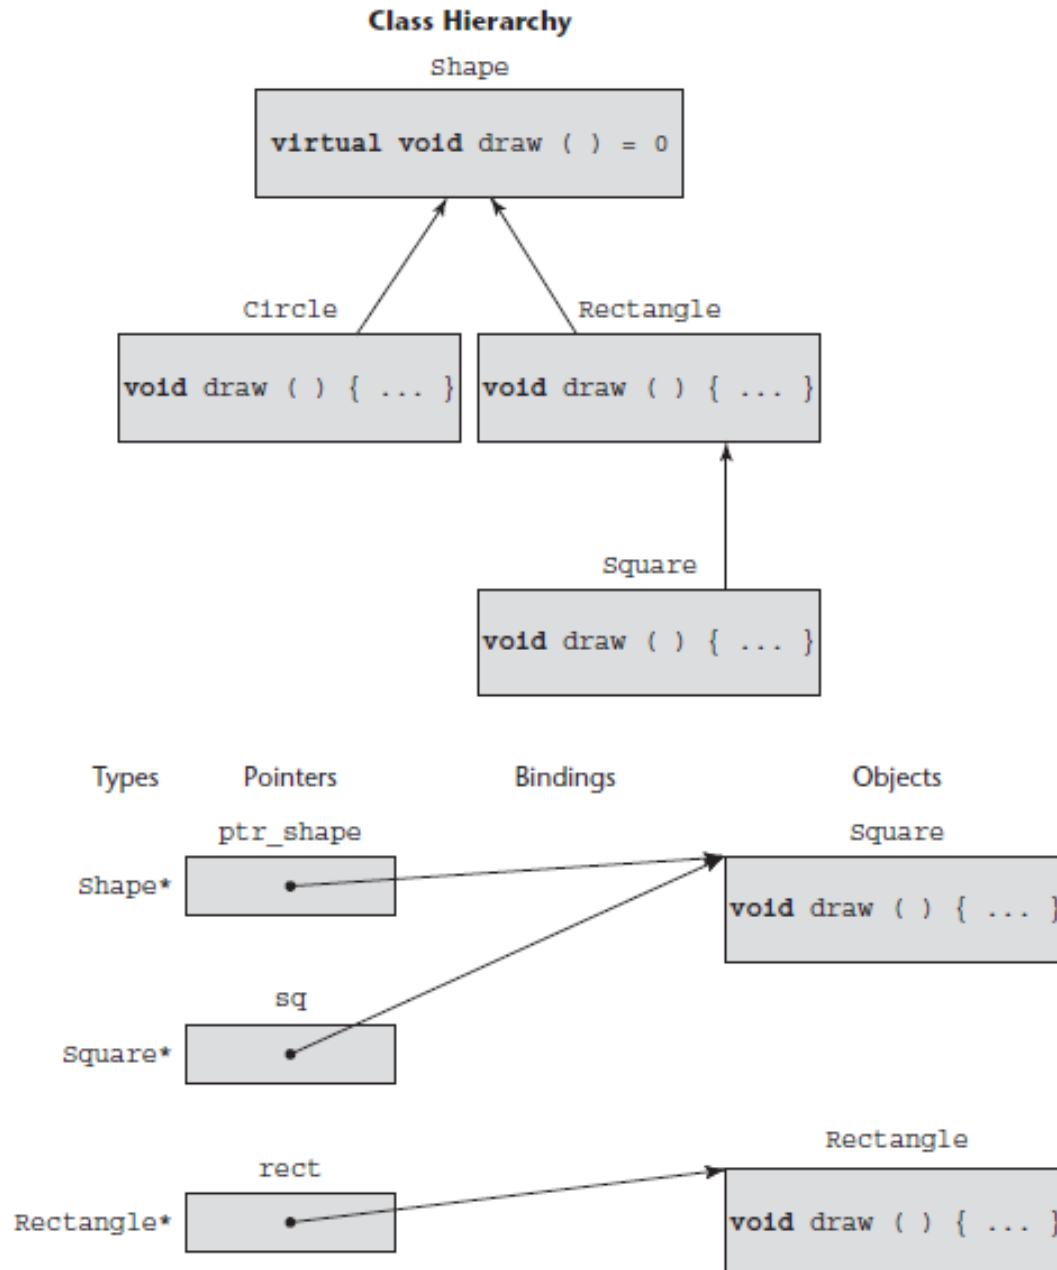 Class Hierarchy
Shape
virtual void draw ( ) = 0
Circle
Rectangle
void draw ( ) { ... }
void draw ( ) { ... }
Square
void draw ( ) { ... }
Types Pointers Bindings Objects
ptr_shape
Square
Shape*
void draw ( ) { ... }
sq
Square*
Rectangle
rect
Rectangle*
void draw ( ) { ... }